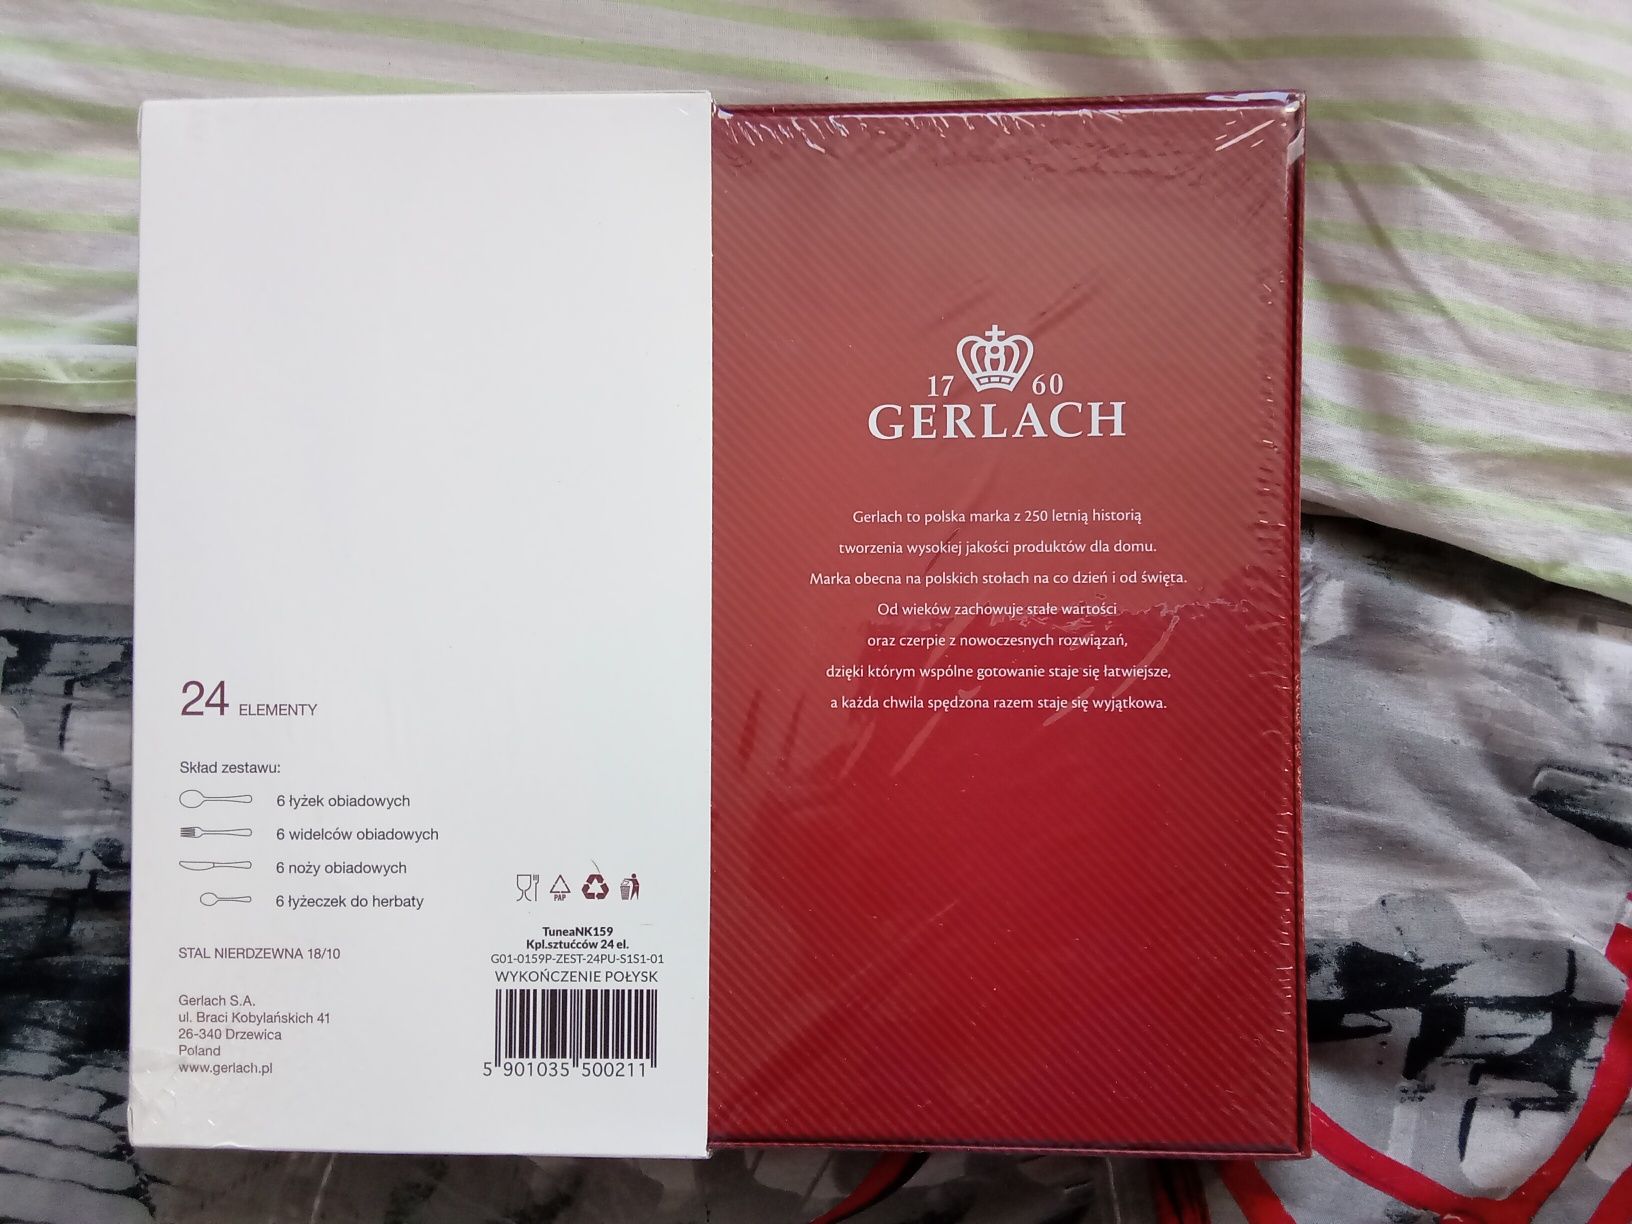 24 ELEMENTY
Skład zestawu:
6 łyżek obiadowych
6 widelców obiadowych
6 noży obiadowych
6 łyżeczek do herbaty
STAL NIERDZEWNA 18/10
Gerlach S.A.
ul. Braci Kobylańskich 41
26-340 Drzewica
Poland
www.gerlach.pl
PAP
TuneaNK159
Kpl.sztućców 24 el.
G01-0159P-ZEST-24PU-S1S1-01
WYKOŃCZENIE POŁYSK
5 901035 500211
17 60
GERLACH
Gerlach to polska marka z 250 letnią historią
tworzenia wysokiej jakości produktów dla domu.
Marka obecna na polskich stołach na co dzień i od święta.
Od wieków zachowuje stałe wartości
oraz czerpie z nowoczesnych rozwiązań,
dzięki którym wspólne gotowanie staje się łatwiejsze,
a każda chwila spędzona razem staje się wyjątkowa.